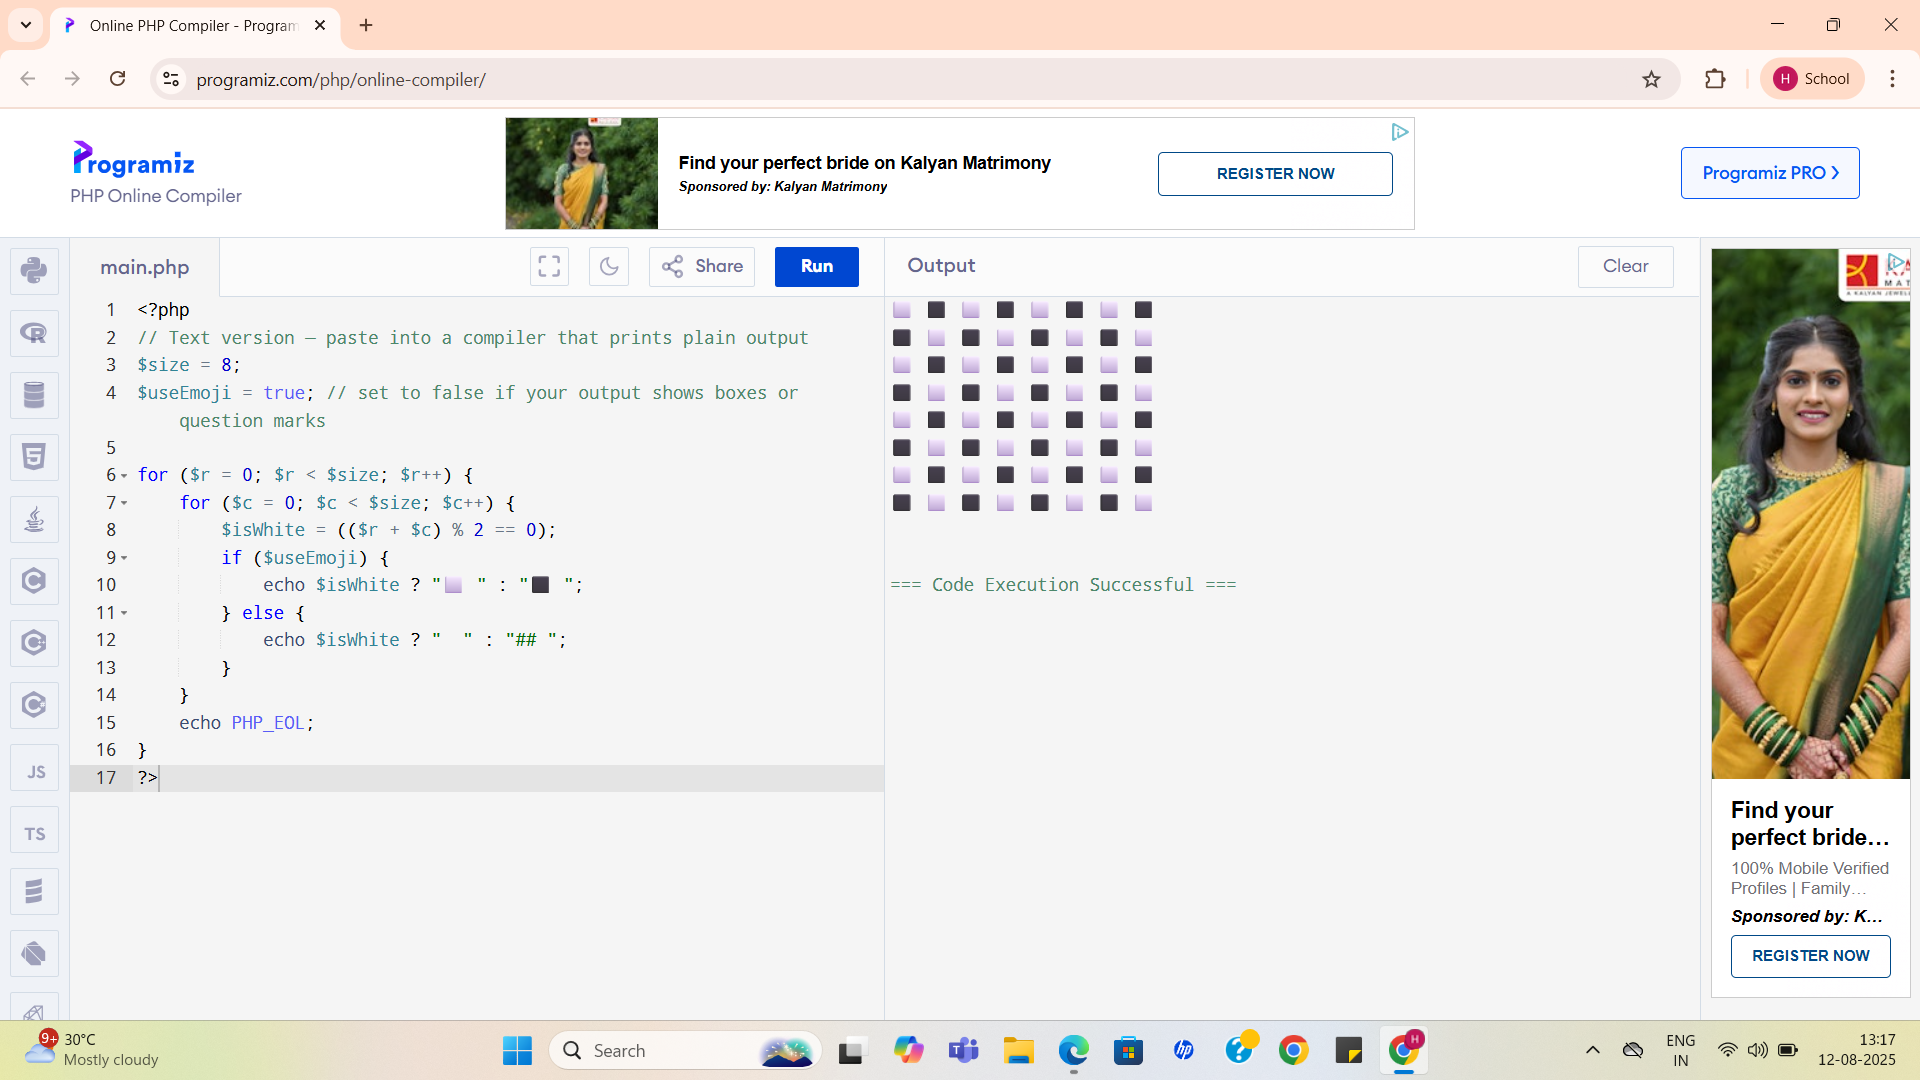 Online PHP Compiler - Program
programiz.com/php/online-compiler/
H School
Programiz
PHP Online Compiler
Find your perfect bride on Kalyan Matrimony
Sponsored by: Kalyan Matrimony
REGISTER NOW
Programiz PRO
main.php
Share
Run
Output
Clear
1 <?php
2 // Text version — paste into a compiler that prints plain output
3 $size = 8;
4 $useEmoji = true; // set to false if your output shows boxes or
question marks
5
6 for ($r = 0; $r < $size; $r++) {
7 for ($c = 0; $c < $size; $c++) {
8 $isWhite = (($r + $c) % 2 == 0);
9 if ($useEmoji) {
10 echo $isWhite ? "⬜ " : "⬛ ";
11 } else {
12 echo $isWhite ? "  " : "## ";
13 }
14 }
15 echo PHP_EOL;
16 }
17 ?>
⬜ ⬛ ⬜ ⬛ ⬜ ⬛ ⬜ ⬛
⬛ ⬜ ⬛ ⬜ ⬛ ⬜ ⬛ ⬜
⬜ ⬛ ⬜ ⬛ ⬜ ⬛ ⬜ ⬛
⬛ ⬜ ⬛ ⬜ ⬛ ⬜ ⬛ ⬜
⬜ ⬛ ⬜ ⬛ ⬜ ⬛ ⬜ ⬛
⬛ ⬜ ⬛ ⬜ ⬛ ⬜ ⬛ ⬜
⬜ ⬛ ⬜ ⬛ ⬜ ⬛ ⬜ ⬛
⬛ ⬜ ⬛ ⬜ ⬛ ⬜ ⬛ ⬜
=== Code Execution Successful ===
JS
TS
Find your
perfect bride...
100% Mobile Verified
Profiles | Family...
Sponsored by: K...
REGISTER NOW
9+
30°C
Mostly cloudy
Search
H
ENG
IN
13:17
12-08-2025